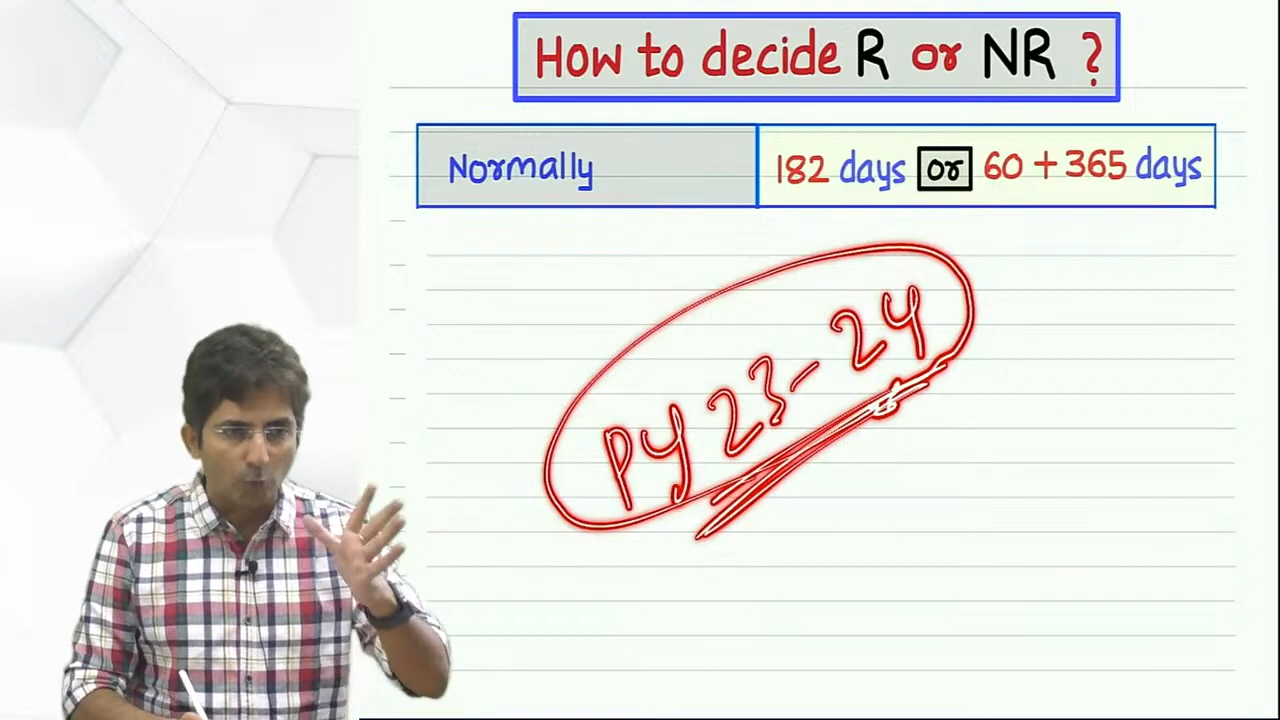 How to decide R or NR ?
Normally
182 days or 60 + 365 days
PY 23-24